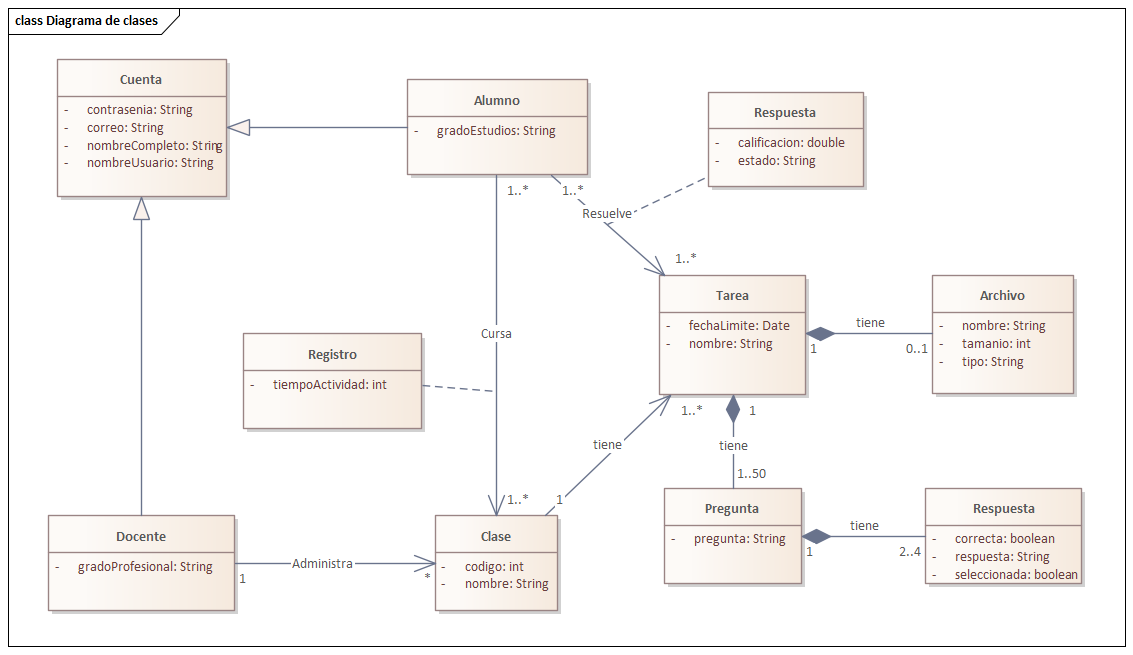 class Diagrama de clases
Cuenta
- contrasenia: String
- correo: String
- nombreCompleto: String
- nombreUsuario: String
Alumno
- gradoEstudios: String
Respuesta
- calificacion: double
- estado: String
1..*
1..*
Resuelve
1..*
Tarea
- fechaLimite: Date
- nombre: String
tiene
1
0..1
Archivo
- nombre: String
- tamanio: int
- tipo: String
Cursa
Registro
- tiempoActividad: int
1..*
1
tiene
tiene
1..50
1..*
1
Pregunta
- pregunta: String
tiene
1
2..4
Respuesta
- correcta: boolean
- respuesta: String
- seleccionada: boolean
Docente
- gradoProfesional: String
Administra
1
*
Clase
- codigo: int
- nombre: String